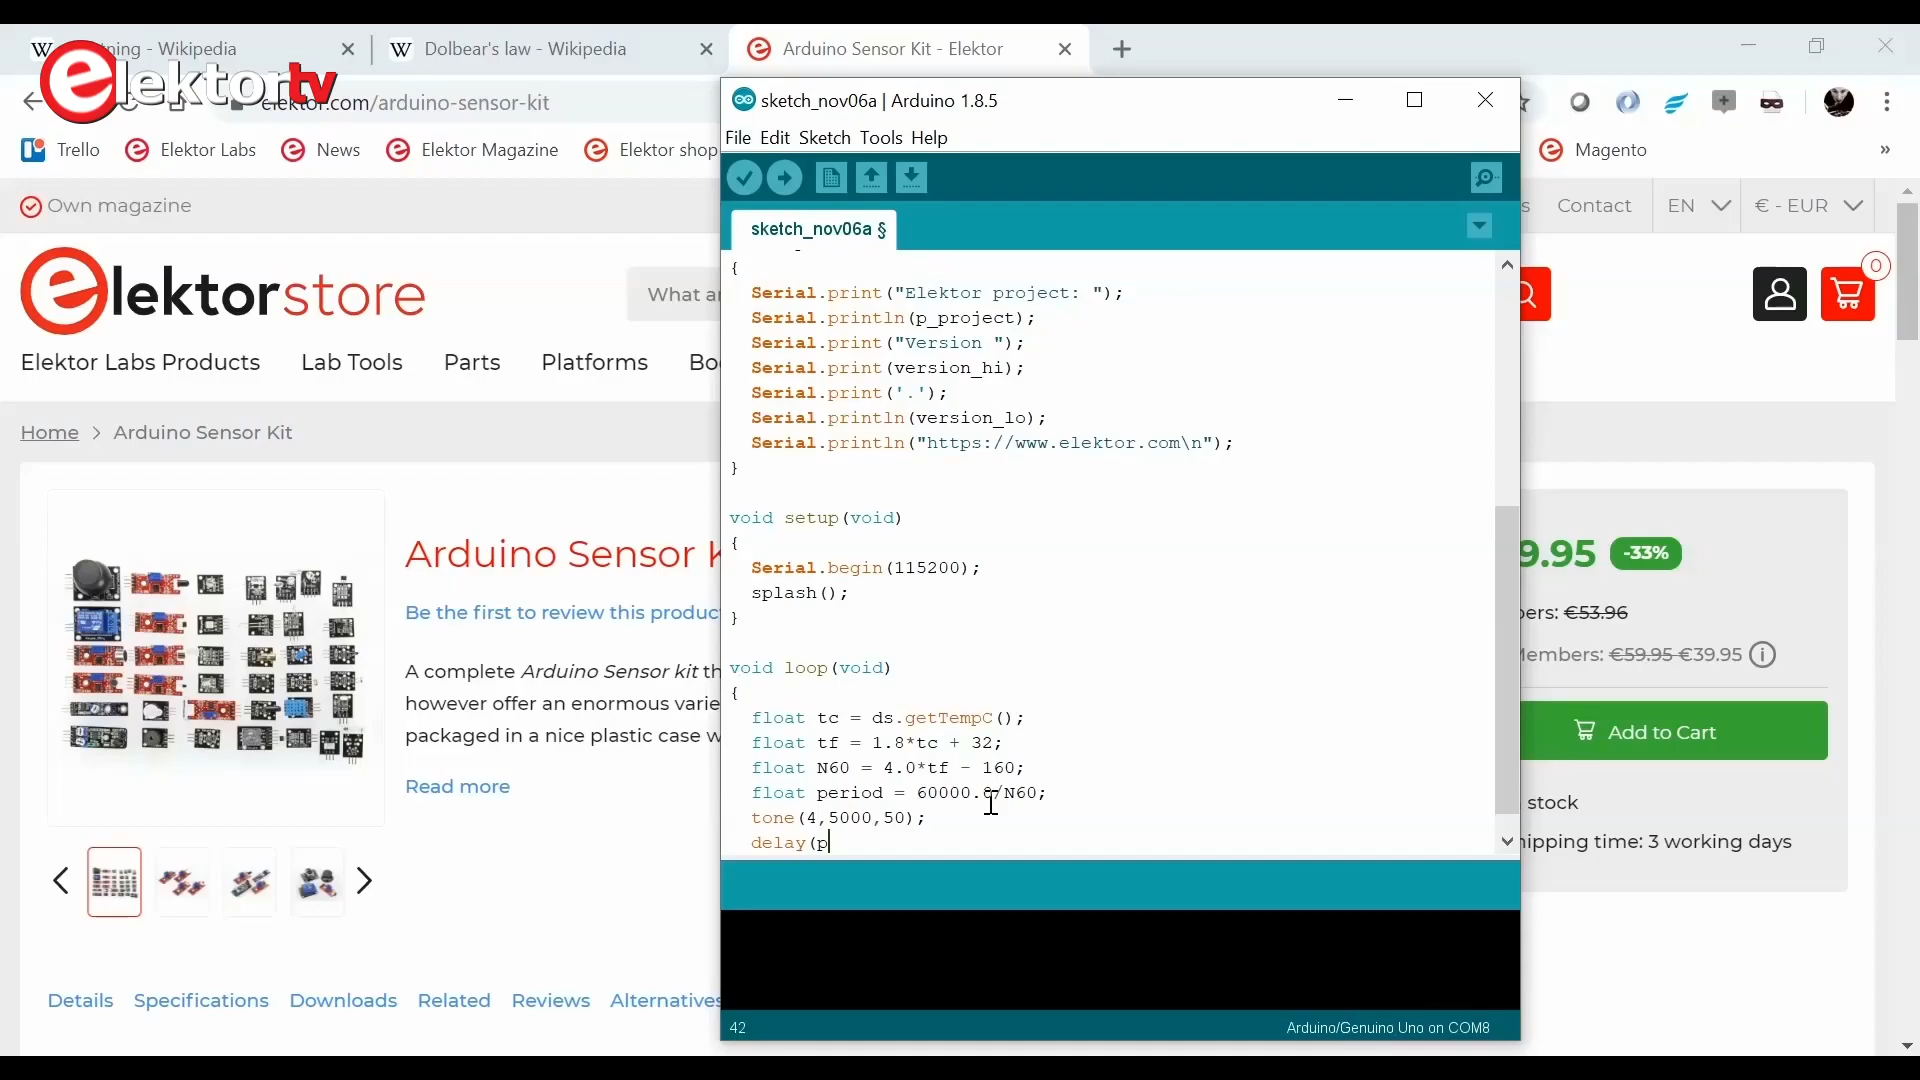 elektor tv
tning - Wikipedia
Dolbear's law - Wikipedia
Arduino Sensor Kit - Elektor
elektor.com/arduino-sensor-kit
Trello
Elektor Labs
News
Elektor Magazine
Elektor shop
Magento
»
Own magazine
Contact
EN
€ - EUR
elektorstore
What ar
0
Elektor Labs Products
Lab Tools
Parts
Platforms
Bo
Home > Arduino Sensor Kit
Arduino Sensor K
Be the first to review this produc
A complete Arduino Sensor kit th
however offer an enormous varie
packaged in a nice plastic case w
Read more
9.95
-33%
bers: €53.96
Members: €59.95 €39.95
Add to Cart
stock
hipping time: 3 working days
Details
Specifications
Downloads
Related
Reviews
Alternatives
sketch_nov06a | Arduino 1.8.5
File Edit Sketch Tools Help
sketch_nov06a §
{
Serial.print("Elektor project: ");
Serial.println(p_project);
Serial.print("Version ");
Serial.print(version_hi);
Serial.print('.');
Serial.println(version_lo);
Serial.println("https://www.elektor.com\n");
}
void setup(void)
{
Serial.begin(115200);
splash();
}
void loop(void)
{
float tc = ds.getTempC();
float tf = 1.8*tc + 32;
float N60 = 4.0*tf - 160;
float period = 60000.0/N60;
tone(4,5000,50);
delay(p
42
Arduino/Genuino Uno on COM8